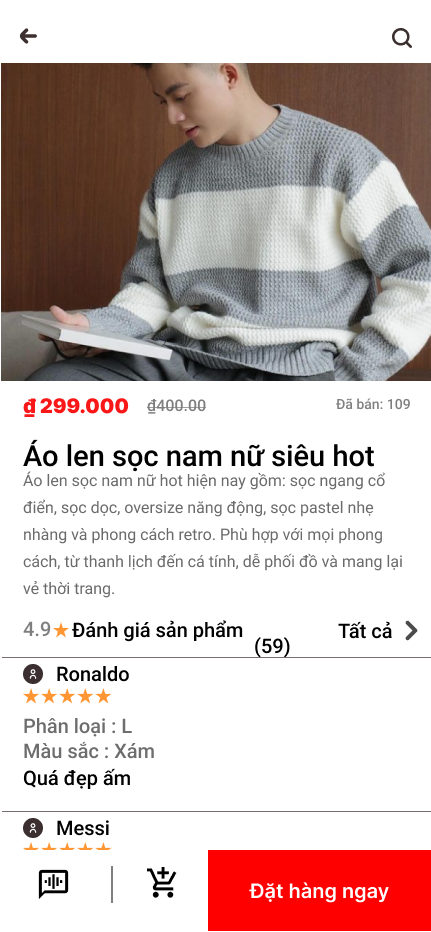 ₫ 299.000 ₫400.00 Đã bán: 109
Áo len sọc nam nữ siêu hot
Áo len sọc nam nữ hot hiện nay gồm: sọc ngang cổ
điển, sọc dọc, oversize năng động, sọc pastel nhẹ
nhàng và phong cách retro. Phù hợp với mọi phong
cách, từ thanh lịch đến cá tính, dễ phối đồ và mang lại
vẻ thời trang.
4.9 Đánh giá sản phẩm (59) Tất cả
Ronaldo
Phân loại : L
Màu sắc : Xám
Quá đẹp ấm
Messi
Đặt hàng ngay